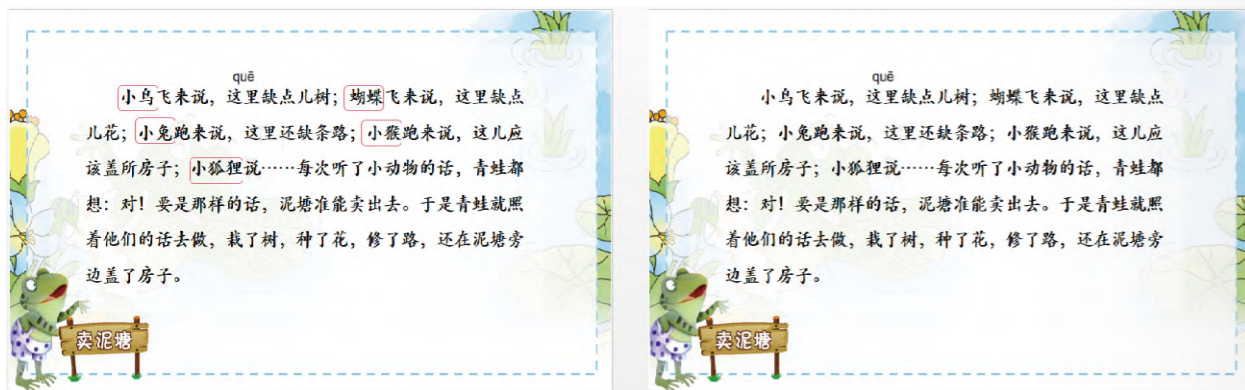 quē
小鸟飞来说，这里缺点儿树；蝴蝶飞来说，这里缺点
儿花；小兔跑来说，这里还缺条路；小猴跑来说，这儿应
该盖所房子；小狐狸说……每次听了小动物的话，青蛙都
想：对！要是那样的话，泥塘准能卖出去。于是青蛙就照
着他们的话去做，栽了树，种了花，修了路，还在泥塘旁
边盖了房子。
卖泥塘
quē
小鸟飞来说，这里缺点儿树；蝴蝶飞来说，这里缺点
儿花；小兔跑来说，这里还缺条路；小猴跑来说，这儿应
该盖所房子；小狐狸说……每次听了小动物的话，青蛙都
想：对！要是那样的话，泥塘准能卖出去。于是青蛙就照
着他们的话去做，栽了树，种了花，修了路，还在泥塘旁
边盖了房子。
卖泥塘